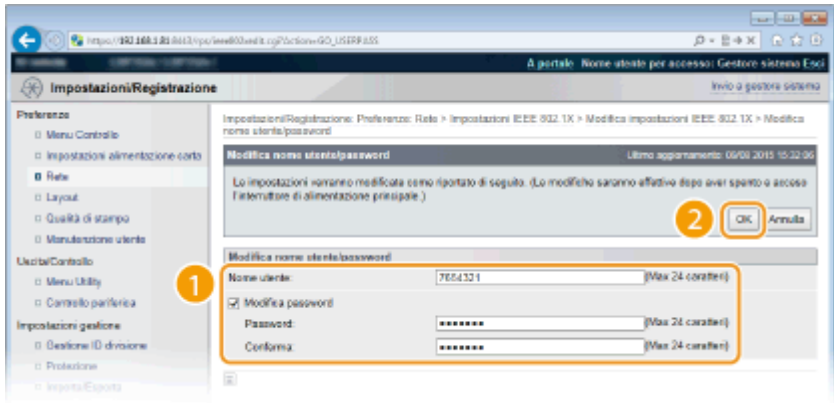 https://192.168.1.81:8443/rps/ieee802xedit.cgi?Action=GO_USERPASS
A portale Nome utente per accesso: Gestore sistema Esci
Impostazioni/Registrazione
Invio a gestore sistema
Preferenze
Menu Controllo
Impostazioni alimentazione carta
Rete
Layout
Qualità di stampa
Manutenzione utente
Uscita/Controllo
Menu Utility
Controllo periferica
Impostazioni gestione
Gestione ID divisione
Protezione
Importa/Esporta
Impostazioni/Registrazione: Preferenze: Rete > Impostazioni IEEE 802.1X > Modifica impostazioni IEEE 802.1X > Modifica
nome utente/password
Modifica nome utente/password
Ultimo aggiornamento: 06/08 2015 15:32:06
Le impostazioni verranno modificate come riportato di seguito. (Le modifiche saranno effettive dopo aver spento e acceso
l'interruttore di alimentazione principale.)
2
OK
Annulla
Modifica nome utente/password
1
Nome utente:
7654321
(Max 24 caratteri)
Modifica password
Password:
•••••••
(Max 24 caratteri)
Conferma:
•••••••
(Max 24 caratteri)